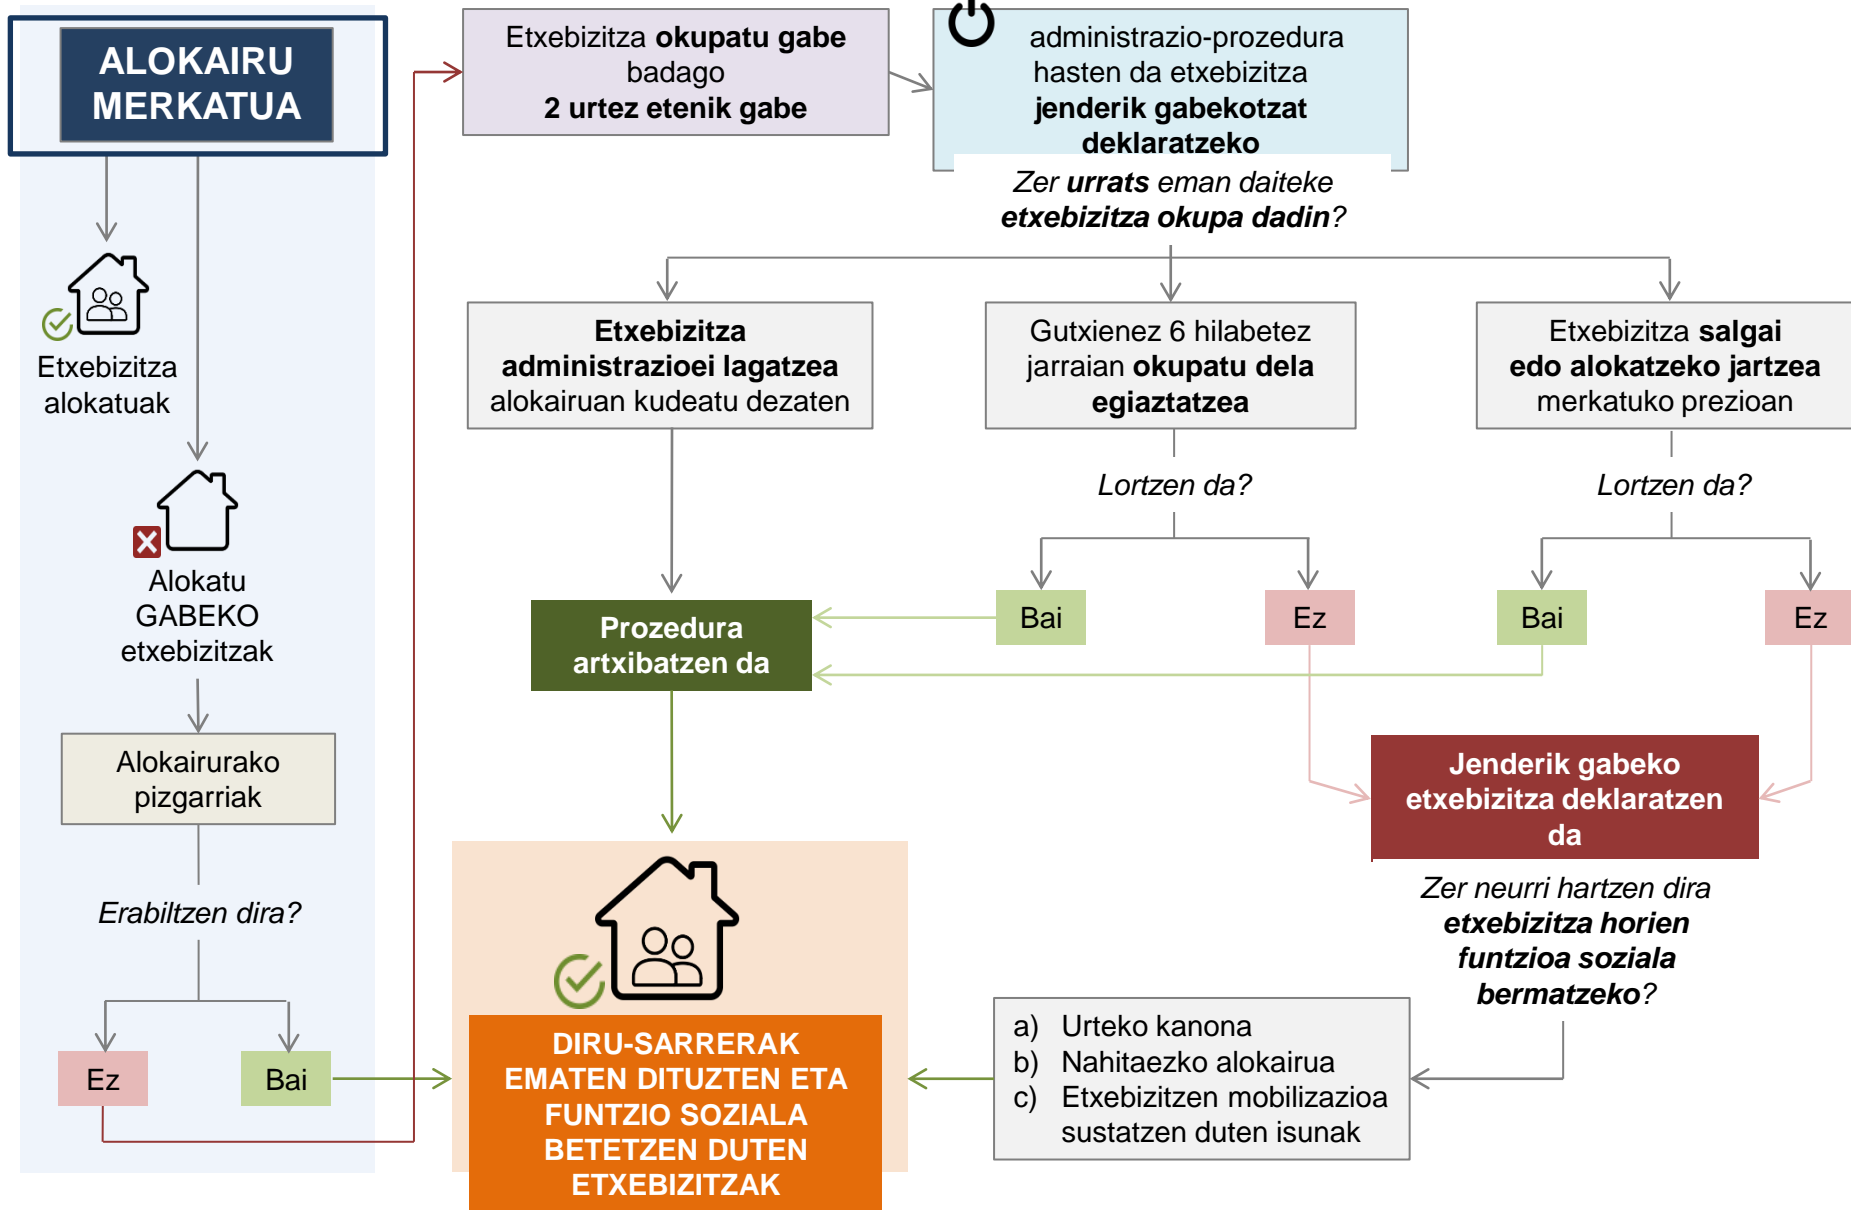 ALOKAIRU
MERKATUA
Etxebizitza
alokatuak
Alokatu
GABEKO
etxebizitzak
Alokairurako
pizgarriak
Erabiltzen dira?
Ez
Bai
Etxebizitza okupatu gabe
badago
2 urtez etenik gabe
administrazio-prozedura
hasten da etxebizitza
jenderik gabekotzat
deklaratzeko
Zer urrats eman daiteke
etxebizitza okupa dadin?
Etxebizitza
administrazioei lagatzea
alokairuan kudeatu dezaten
Gutxienez 6 hilabetez
jarraian okupatu dela
egiaztatzea
Etxebizitza salgai
edo alokatzeko jartzea
merkatuko prezioan
Lortzen da?
Lortzen da?
Bai
Ez
Bai
Ez
Prozedura
artxibatzen da
Jenderik gabeko
etxebizitza deklaratzen
da
Zer neurri hartzen dira
etxebizitza horien
funtzioa soziala
bermatzeko?
a) Urteko kanona
b) Nahitaezko alokairua
c) Etxebizitzen mobilizazioa
sustatzen duten isunak
DIRU-SARRERAK
EMATEN DITUZTEN ETA
FUNTZIO SOZIALA
BETETZEN DUTEN
ETXEBIZITZAK